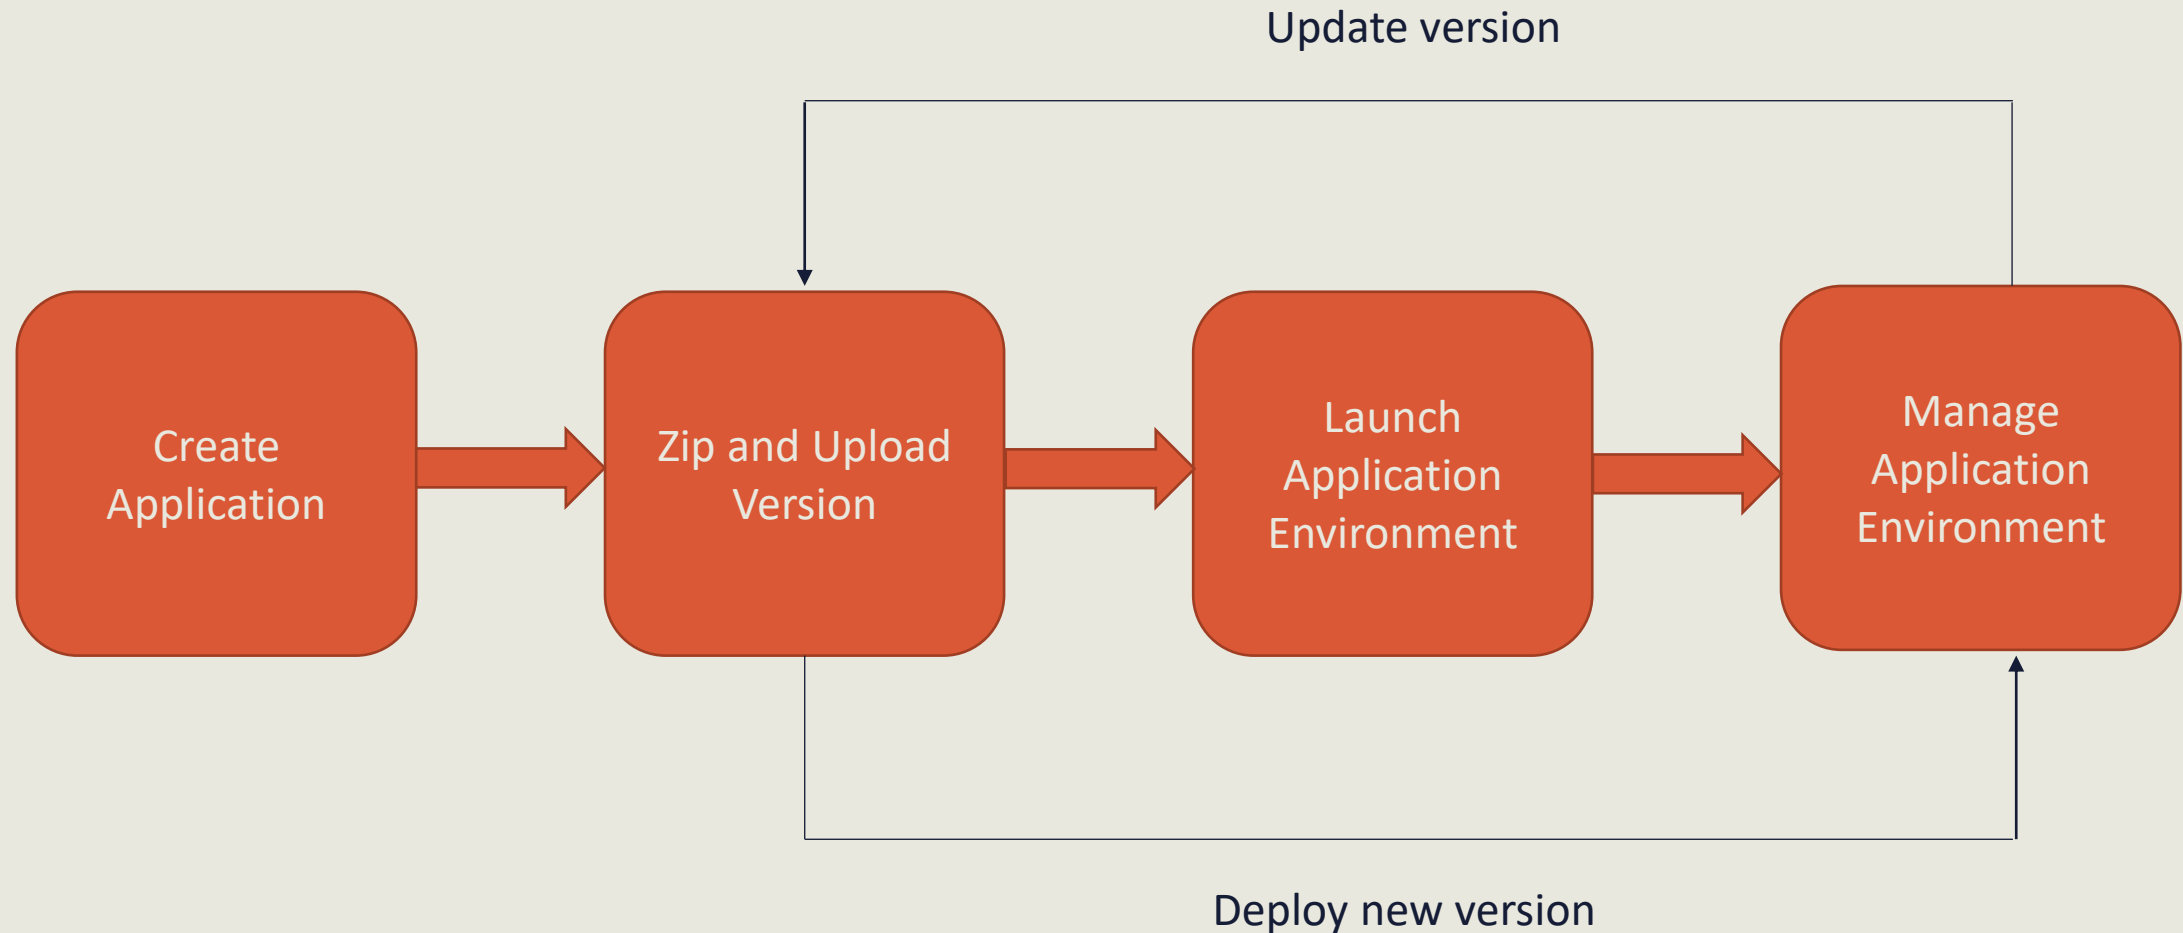 Update version
Create
Application
Zip and Upload
Version
Launch
Application
Environment
Manage
Application
Environment
Deploy new version